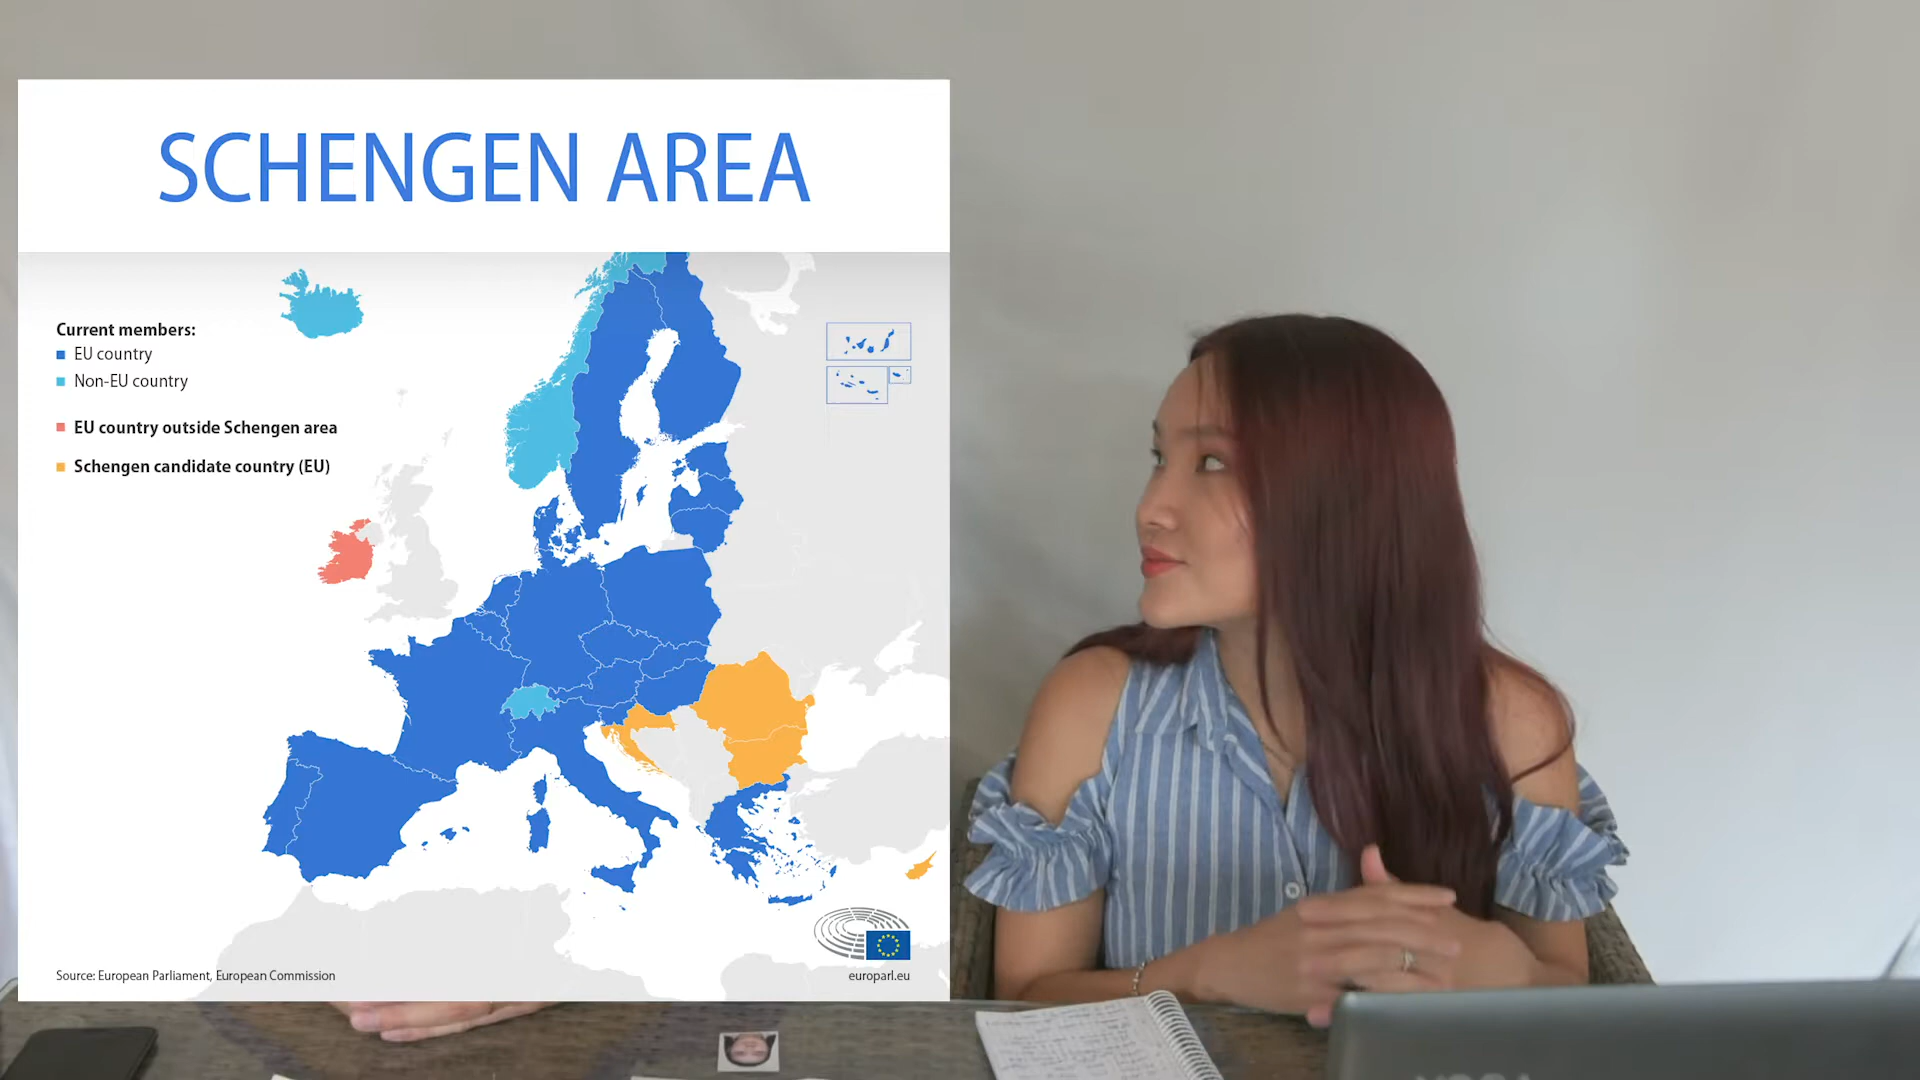 SCHENGEN AREA
Current members:
EU country
Non-EU country
EU country outside Schengen area
Schengen candidate country (EU)
Source: European Parliament, European Commission
europarl.eu